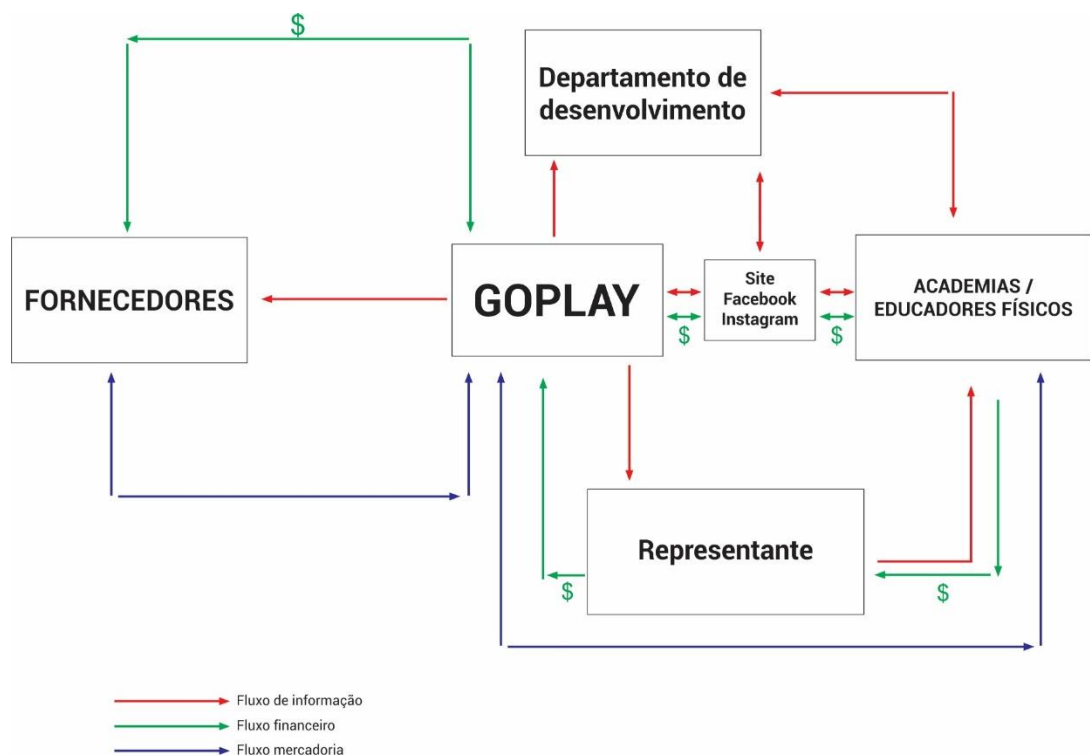 $
Departamento de
desenvolvimento
FORNECEDORES
GOPLAY
Site
Facebook
Instagram
ACADEMIAS /
EDUCADORES FÍSICOS
$
$
Representante
$
$
Fluxo de informação
Fluxo financeiro
Fluxo mercadoria